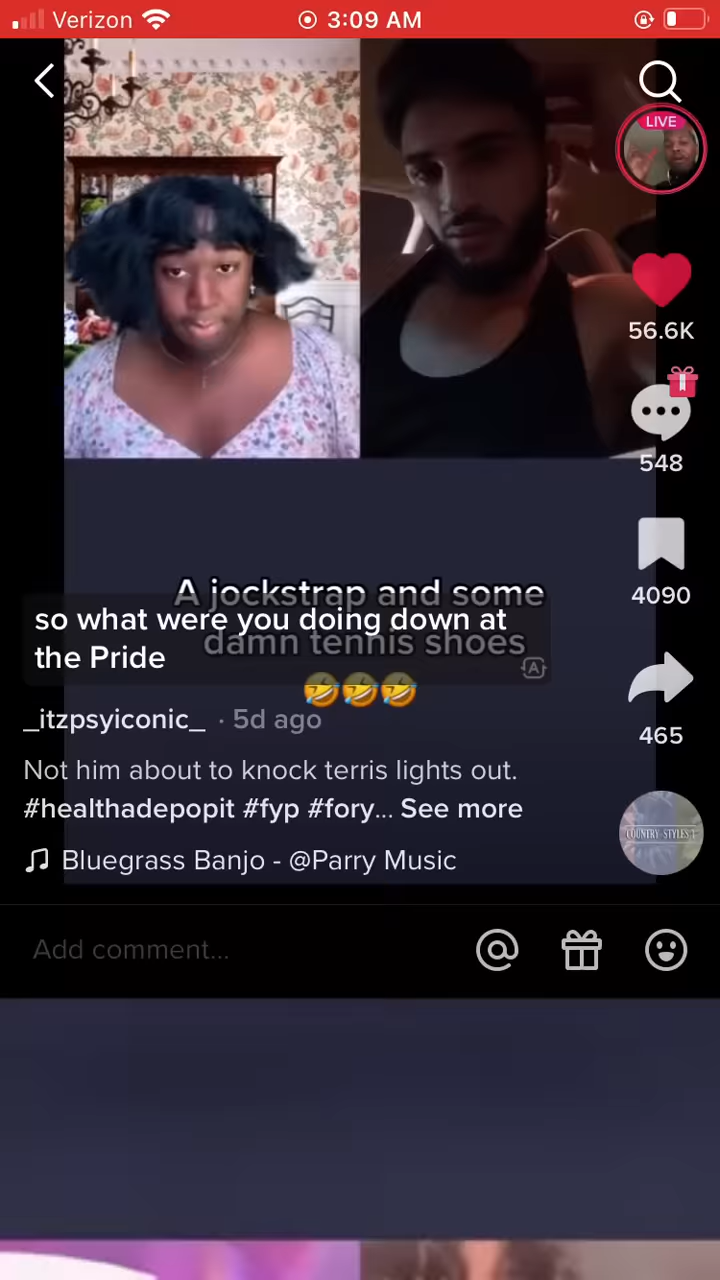 Verizon
3:09 AM
LIVE
56.6K
548
A jockstrap and some
damn tennis shoes
🤣🤣🤣
so what were you doing down at
the Pride
4090
465
_itzpsyiconic_ · 5d ago
Not him about to knock terris lights out.
#healthadepopit #fyp #fory... See more
COUNTRY-STYLES
Bluegrass Banjo - @Parry Music
Add comment...